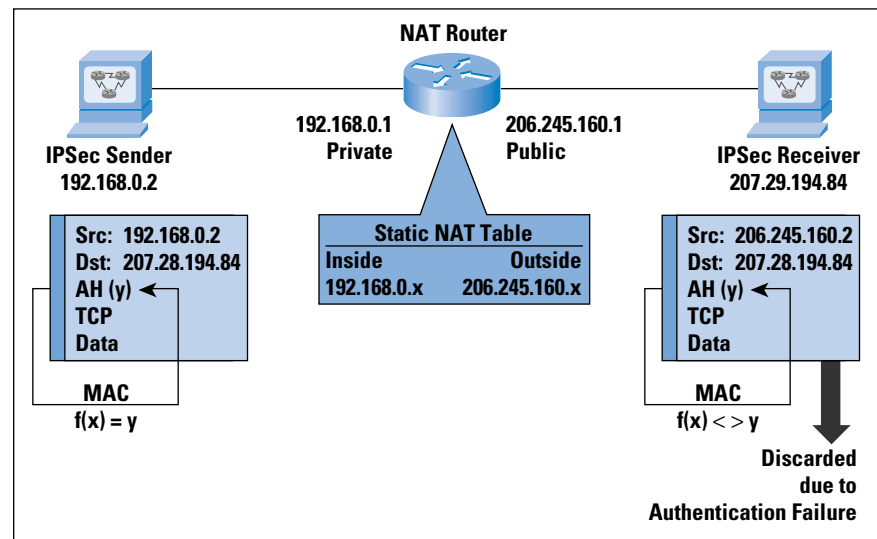 NAT Router
192.168.0.1
Private
206.245.160.1
Public
IPSec Sender
192.168.0.2
IPSec Receiver
207.29.194.84
Src: 192.168.0.2
Dst: 207.28.194.84
AH (y)
TCP
Data
MAC
f(x) = y
Static NAT Table
Inside Outside
192.168.0.x 206.245.160.x
Src: 206.245.160.2
Dst: 207.28.194.84
AH (y)
TCP
Data
MAC
f(x) < > y
Discarded
due to
Authentication Failure